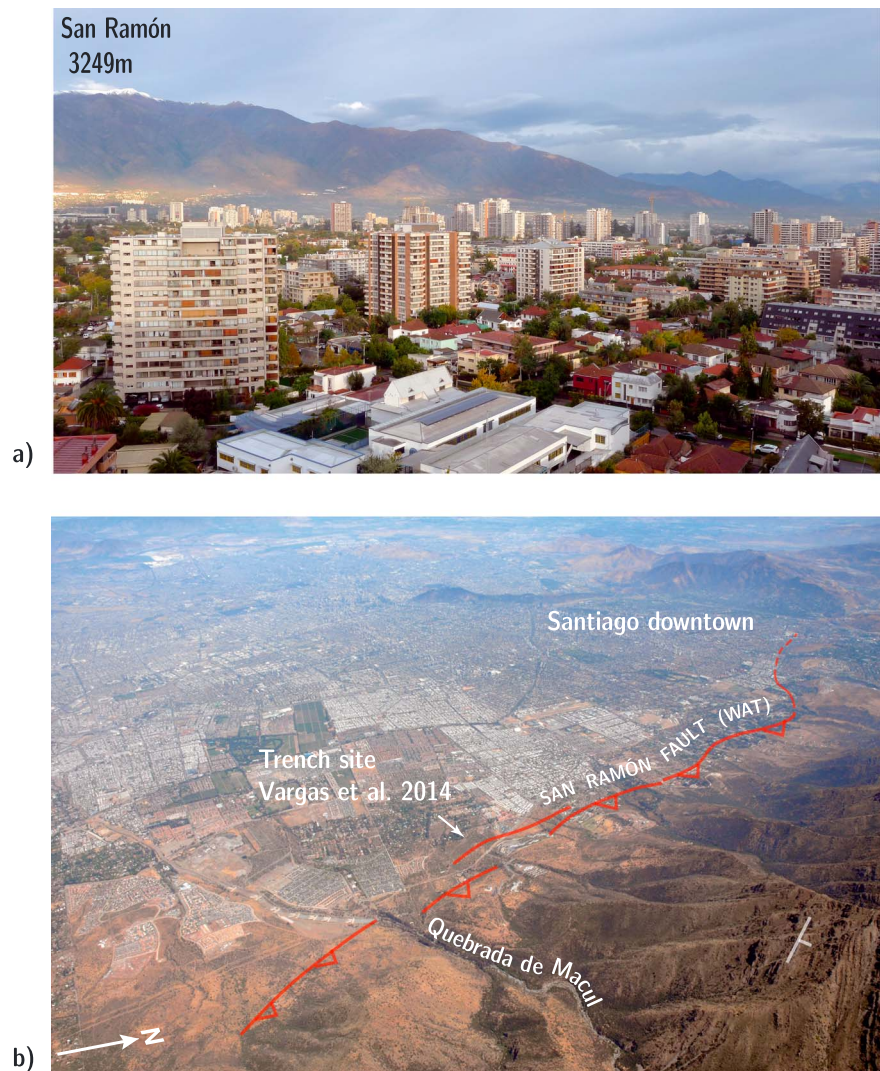 San Ramón
3249m
a)
Santiago downtown
SAN RAMÓN FAULT (WAT)
Trench site
Vargas et al. 2014
Quebrada de Macul
N
b)